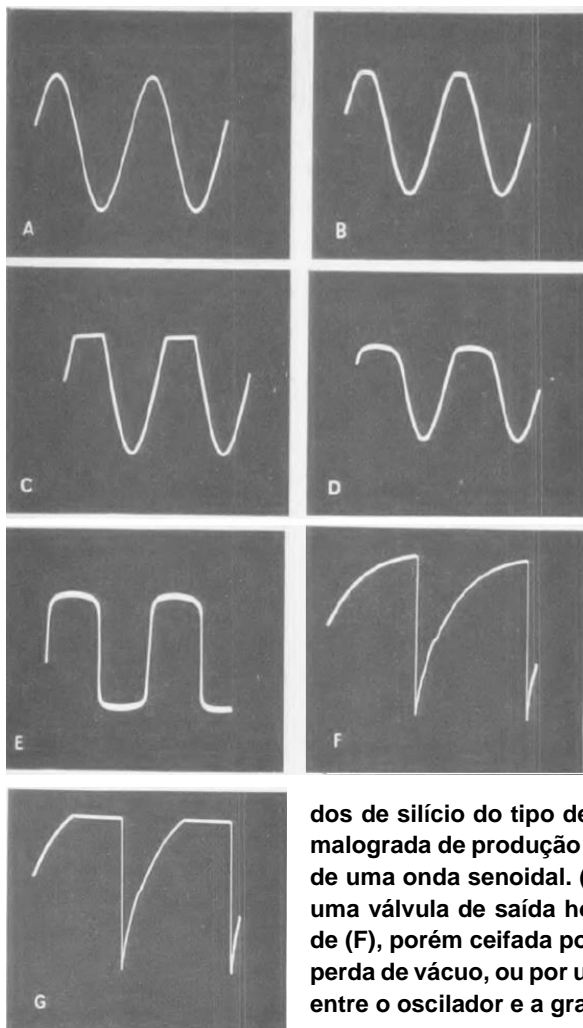 A
B
C
D
E
F
dos de silício do tipo de
malograda de produção
de uma onda senoidal. (
uma válvula de saída ho
de (F), porém ceifada po
perda de vácuo, ou por u
entre o oscilador e a gra
G